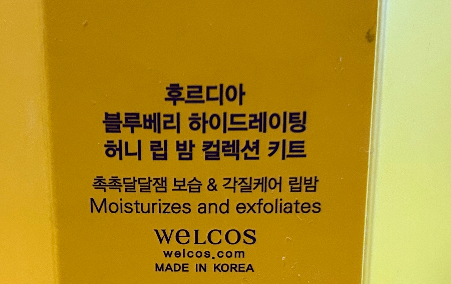 후르디아
블루베리 하이드레이팅
허니 립 밤 컬렉션 키트
촉촉달달잼 보습 & 각질케어 립밤
Moisturizes and exfoliates
WELCOS
welcos.com
MADE IN KOREA